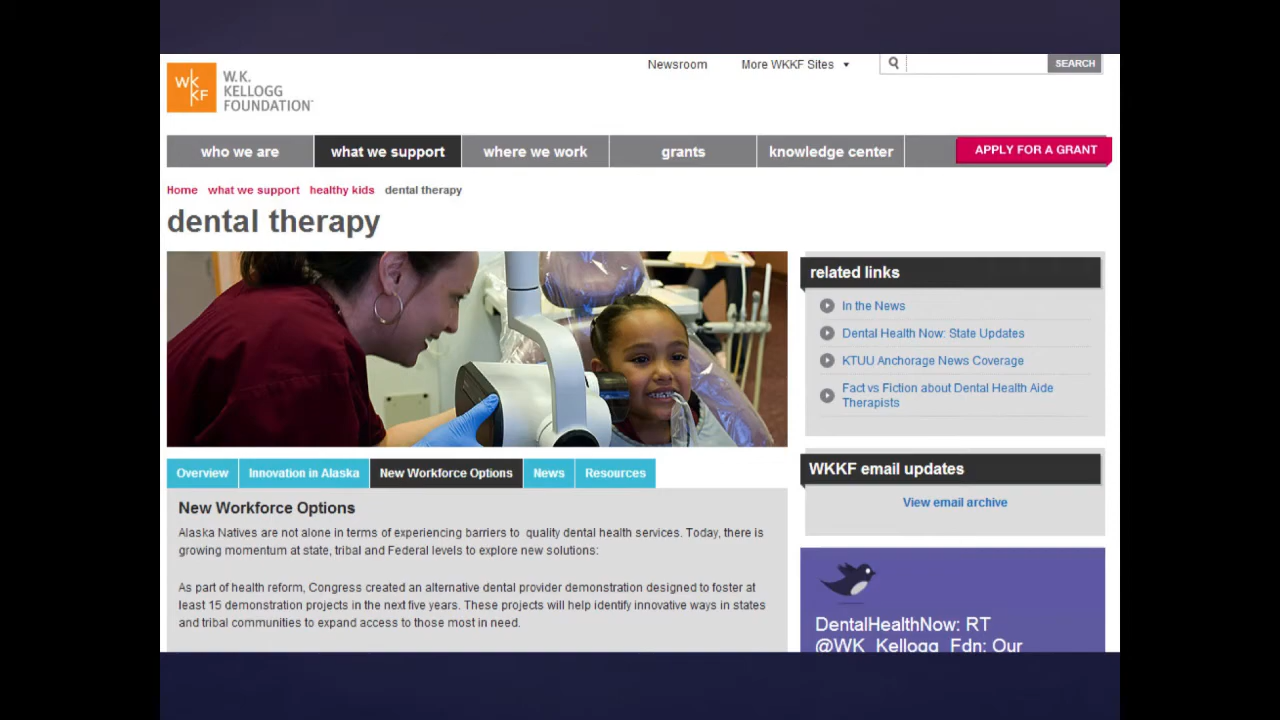 Newsroom More WKKF Sites
SEARCH
WK
KF
W.K.
KELLOGG
FOUNDATION™
who we are what we support where we work grants knowledge center APPLY FOR A GRANT
Home what we support healthy kids dental therapy
dental therapy
related links
In the News
Dental Health Now: State Updates
KTUU Anchorage News Coverage
Fact vs Fiction about Dental Health Aide
Therapists
Overview Innovation in Alaska New Workforce Options News Resources
New Workforce Options
Alaska Natives are not alone in terms of experiencing barriers to quality dental health services. Today, there is
growing momentum at state, tribal and Federal levels to explore new solutions:
As part of health reform, Congress created an alternative dental provider demonstration designed to foster at
least 15 demonstration projects in the next five years. These projects will help identify innovative ways in states
and tribal communities to expand access to those most in need.
WKKF email updates
View email archive
DentalHealthNow: RT
@WK_Kellogg_Fdn: Our